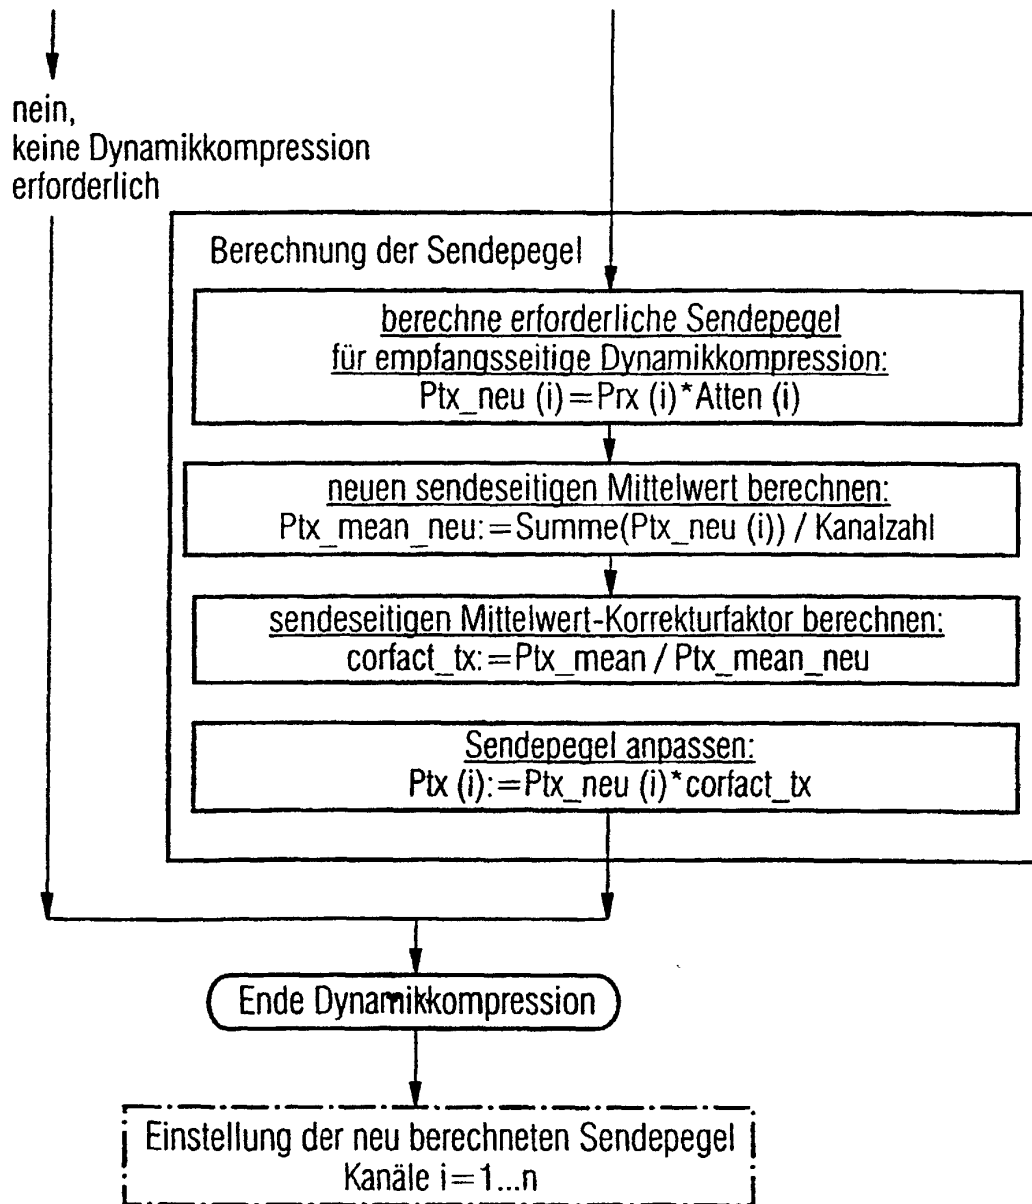 nein,
keine Dynamikkompression
erforderlich
Berechnung der Sendepegel
berechne erforderliche Sendepegel
für empfangsseitige Dynamikkompression:
Ptx_neu (i)=Prx (i)*Atten (i)
neuen sendeseitigen Mittelwert berechnen:
Ptx_mean_neu:=Summe(Ptx_neu (i)) / Kanalzahl
sendeseitigen Mittelwert-Korrekturfaktor berechnen:
corfact_tx:=Ptx_mean / Ptx_mean_neu
Sendepegel anpassen:
Ptx (i):=Ptx_neu (i)*corfact_tx
Ende Dynamikkompression
Einstellung der neu berechneten Sendepegel
Kanäle i=1...n